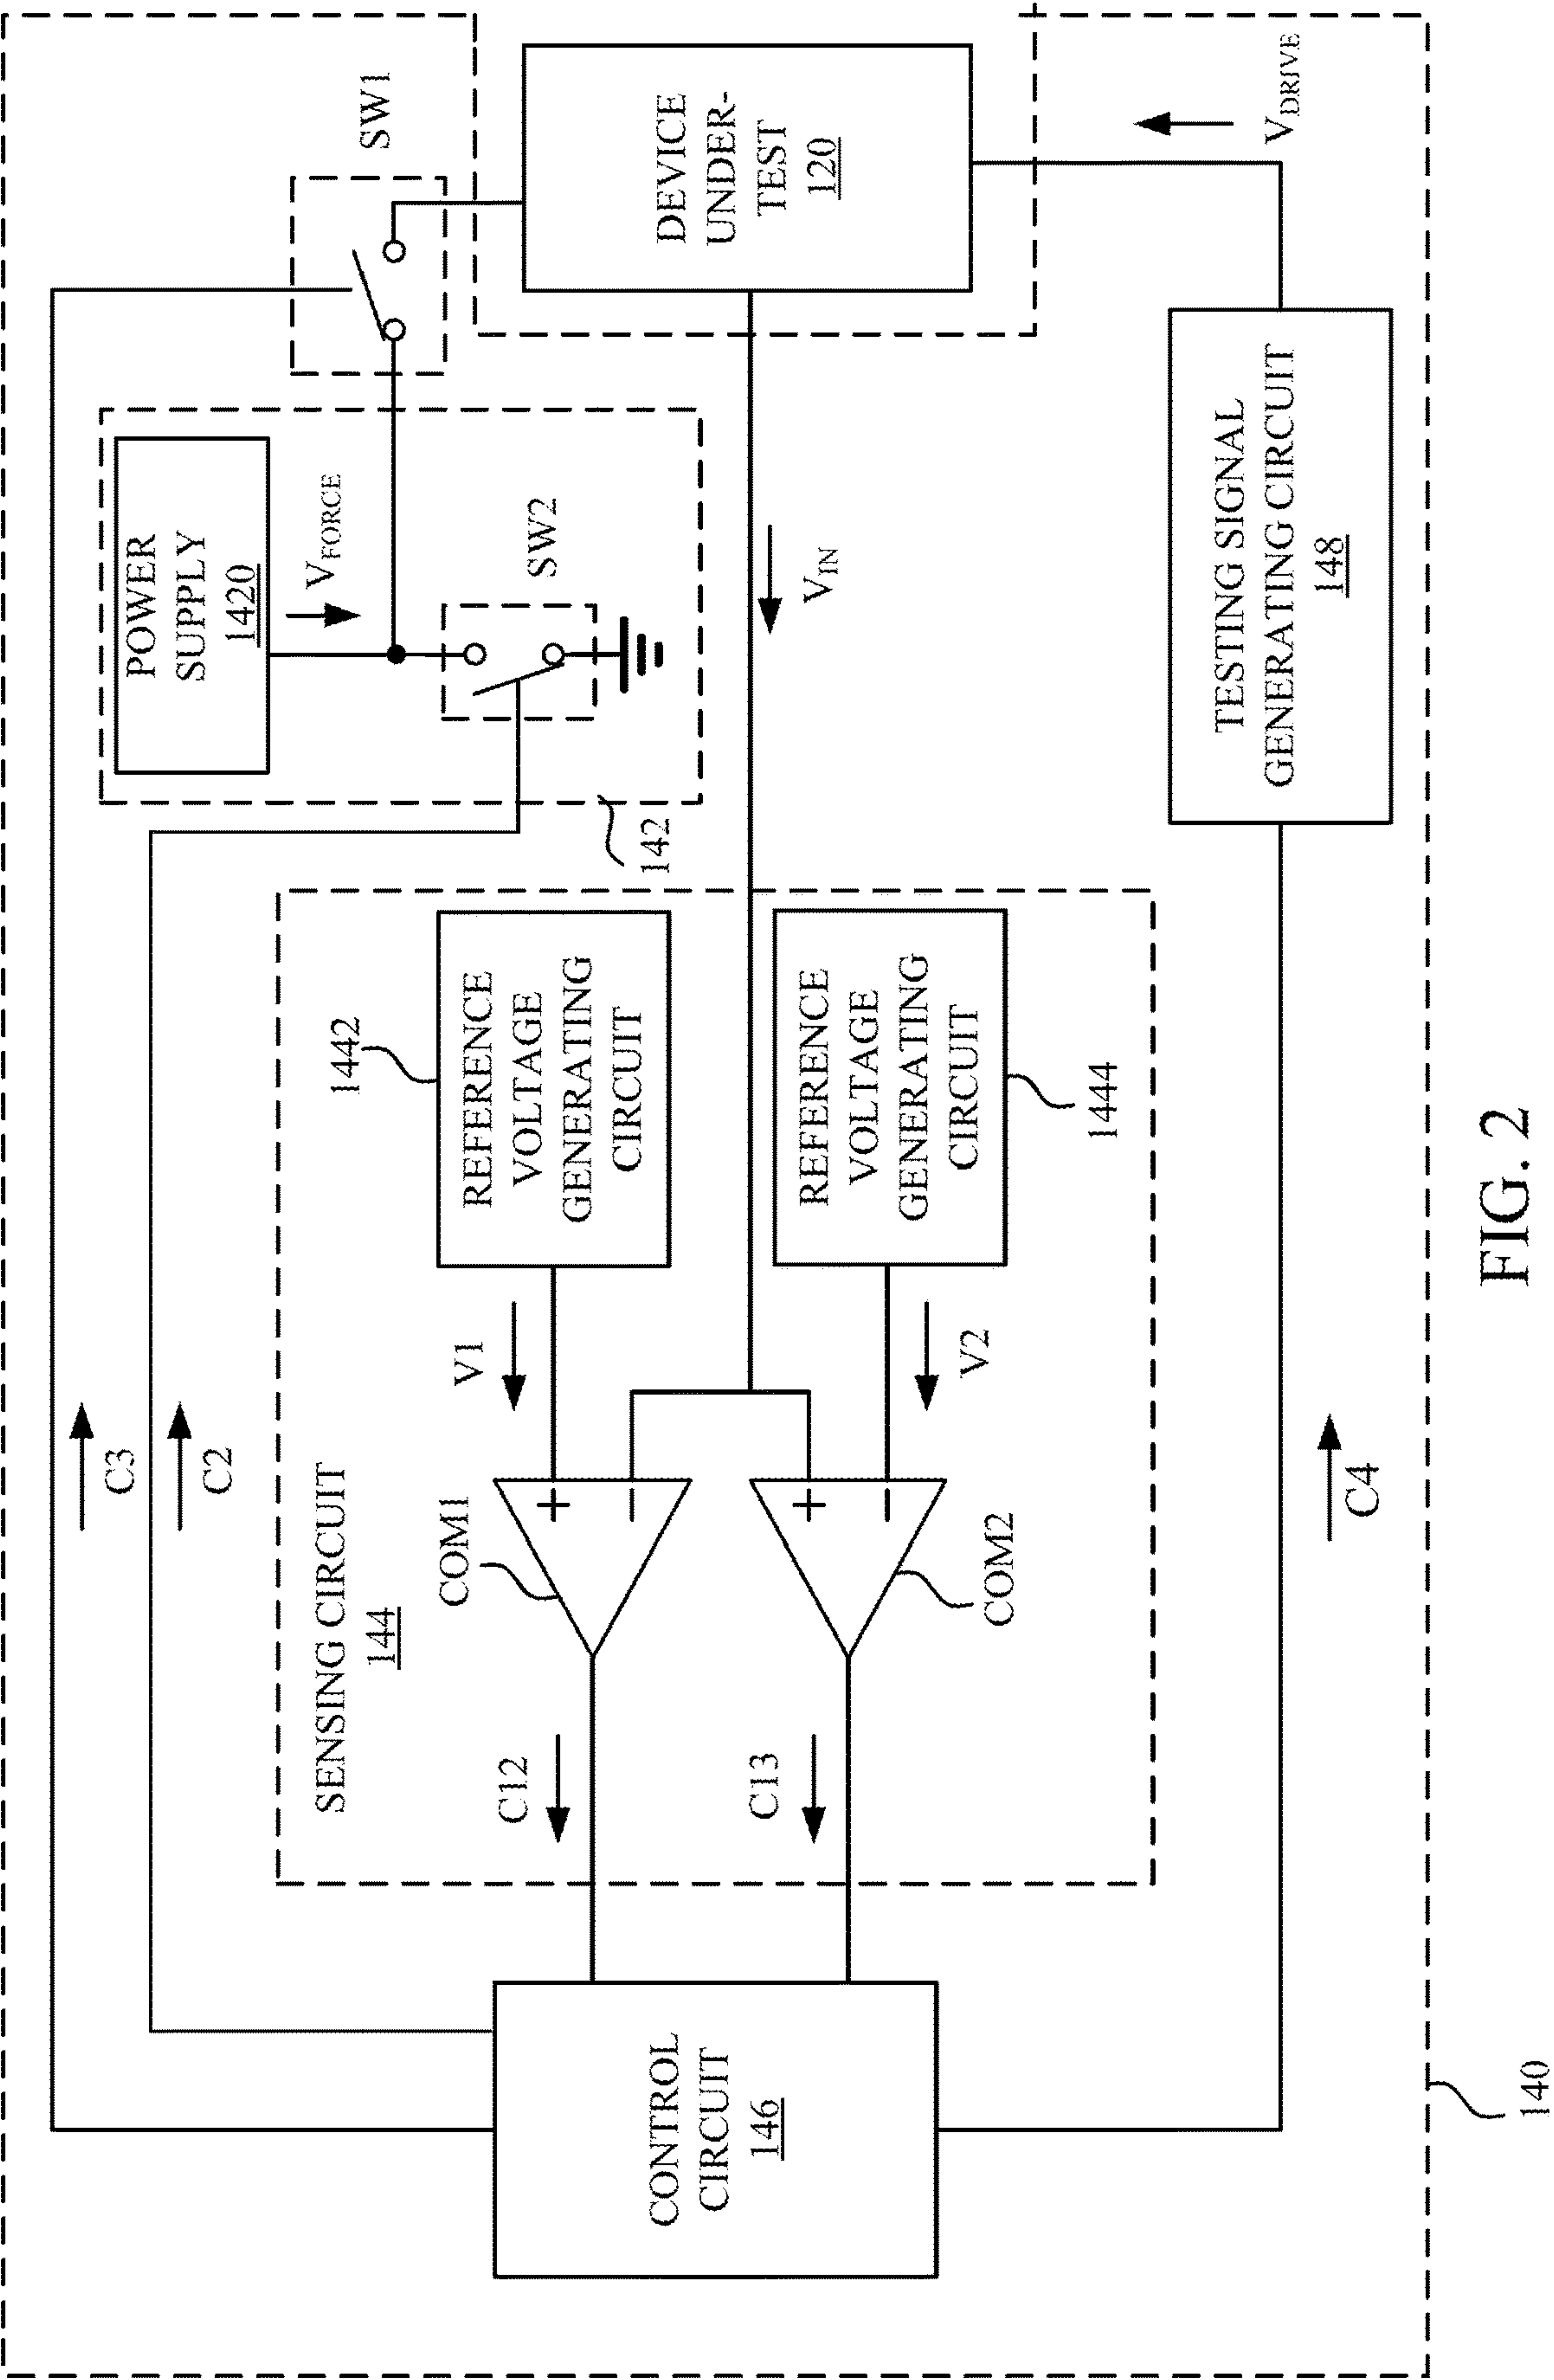 C3
C2
POWER
SUPPLY
1420
VFORCE
SW1
SW2
142
DEVICE
UNDER-
TEST
120
SENSING CIRCUIT
144
1442
REFERENCE
VOLTAGE
GENERATING
CIRCUIT
V1
COM1
+
−
C12
VIN
CONTROL
CIRCUIT
146
C13
+
−
COM2
V2
REFERENCE
VOLTAGE
GENERATING
CIRCUIT
1444
TESTING SIGNAL
GENERATING CIRCUIT
148
VDRIVE
C4
140
FIG. 2